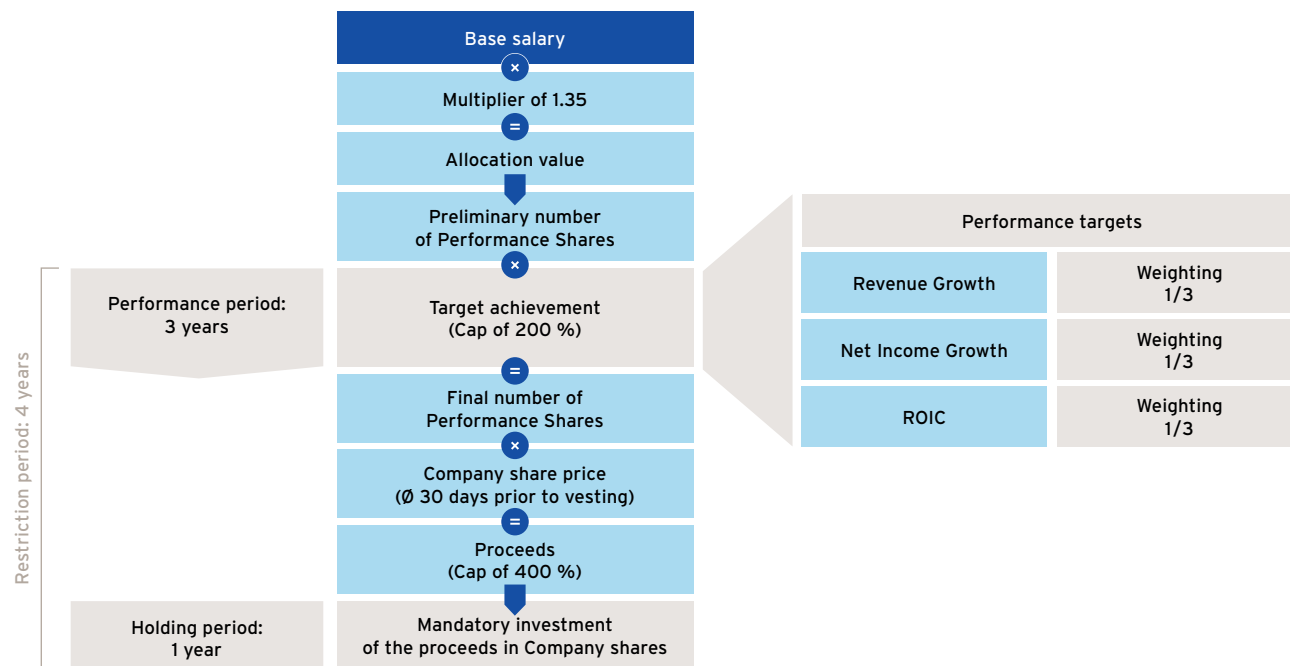 Base salary
×
Multiplier of 1.35
=
Allocation value
Preliminary number
of Performance Shares
×
Restriction period: 4 years
Performance period:
3 years
Target achievement
(Cap of 200 %)
Performance targets
Revenue Growth
Weighting
1/3
Net Income Growth
Weighting
1/3
ROIC
Weighting
1/3
=
Final number of
Performance Shares
×
Company share price
(Ø 30 days prior to vesting)
=
Proceeds
(Cap of 400 %)
Holding period:
1 year
Mandatory investment
of the proceeds in Company shares